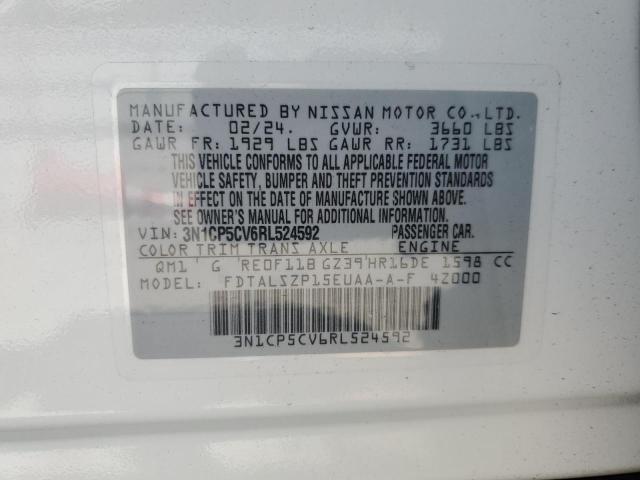 MANUFACTURED BY NISSAN MOTOR CO.,LTD.
DATE: 02/24. GVWR: 3660 LBS
GAWR FR: 1929 LBS GAWR RR: 1731 LBS
THIS VEHICLE CONFORMS TO ALL APPLICABLE FEDERAL MOTOR
VEHICLE SAFETY, BUMPER AND THEFT PREVENTION STANDARDS
IN EFFECT ON THE DATE OF MANUFACTURE SHOWN ABOVE.
SEE OWNER'S MANUAL FOR ADDITIONAL INFORMATION.
VIN: 3N1CP5CV6RL524592 PASSENGER CAR.
COLOR TRIM TRANS AXLE ENGINE
QM1 G RE0F11B GZ39 HR16DE 1598 CC
MODEL: FDTALSZP15EUAA-A-F 4Z000
3N1CP5CV6RL524592